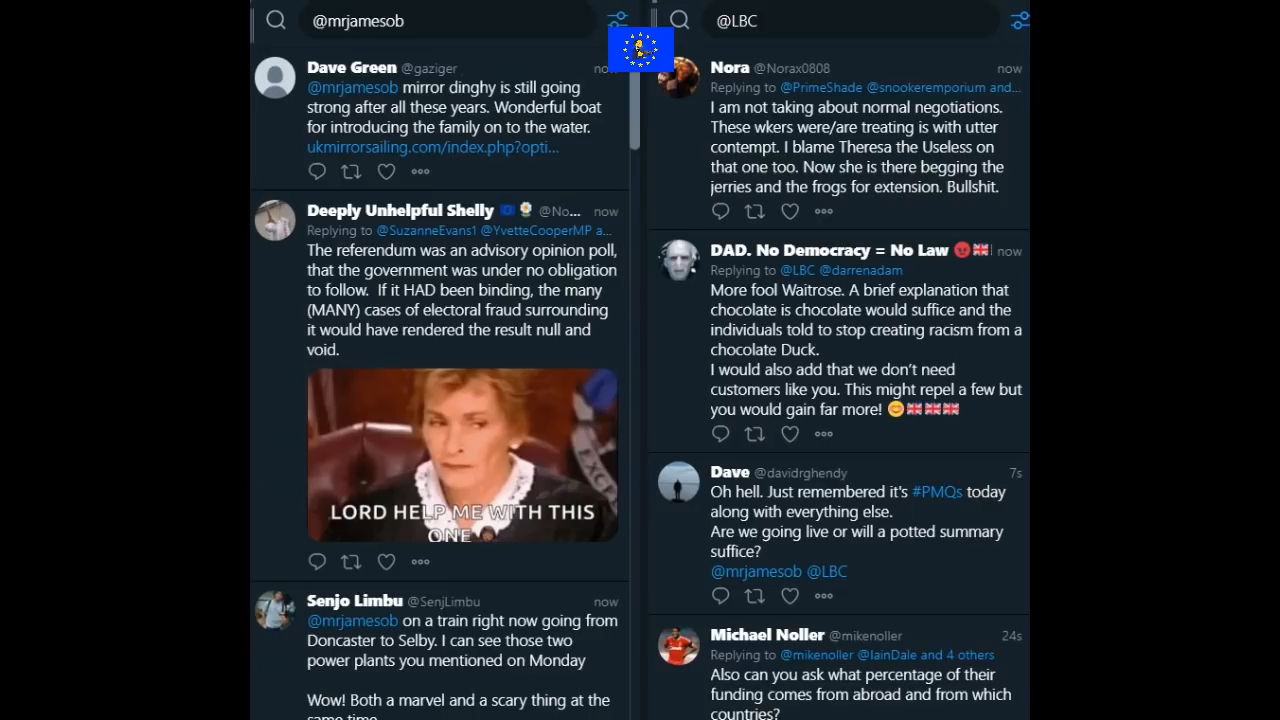 @mrjamesob
Dave Green @gaziger now
@mrjamesob mirror dinghy is still going
strong after all these years. Wonderful boat
for introducing the family on to the water.
ukmirrorsailing.com/index.php?opti...
Deeply Unhelpful Shelly 🇪🇺 🌼 @No... now
Replying to @SuzanneEvans1 @YvetteCooperMP a...
The referendum was an advisory opinion poll,
that the government was under no obligation
to follow.  If it HAD been binding, the many
(MANY) cases of electoral fraud surrounding
it would have rendered the result null and
void.
LORD HELP ME WITH THIS
ONE
Senjo Limbu @SenjLimbu now
@mrjamesob on a train right now going from
Doncaster to Selby. I can see those two
power plants you mentioned on Monday
Wow! Both a marvel and a scary thing at the
same time
@LBC
Nora @Norax0808 now
Replying to @PrimeShade @snookeremporium and...
I am not taking about normal negotiations.
These wkers were/are treating is with utter
contempt. I blame Theresa the Useless on
that one too. Now she is there begging the
jerries and the frogs for extension. Bullshit.
DAD. No Democracy = No Law 😡🇬🇧 now
Replying to @LBC @darrenadam
More fool Waitrose. A brief explanation that
chocolate is chocolate would suffice and the
individuals told to stop creating racism from a
chocolate Duck.
I would also add that we don't need
customers like you. This might repel a few but
you would gain far more! 😊🇬🇧🇬🇧🇬🇧
Dave @davidrghendy 7s
Oh hell. Just remembered it's #PMQs today
along with everything else.
Are we going live or will a potted summary
suffice?
@mrjamesob @LBC
Michael Noller @mikenoller 24s
Replying to @mikenoller @IainDale and 4 others
Also can you ask what percentage of their
funding comes from abroad and from which
countries?